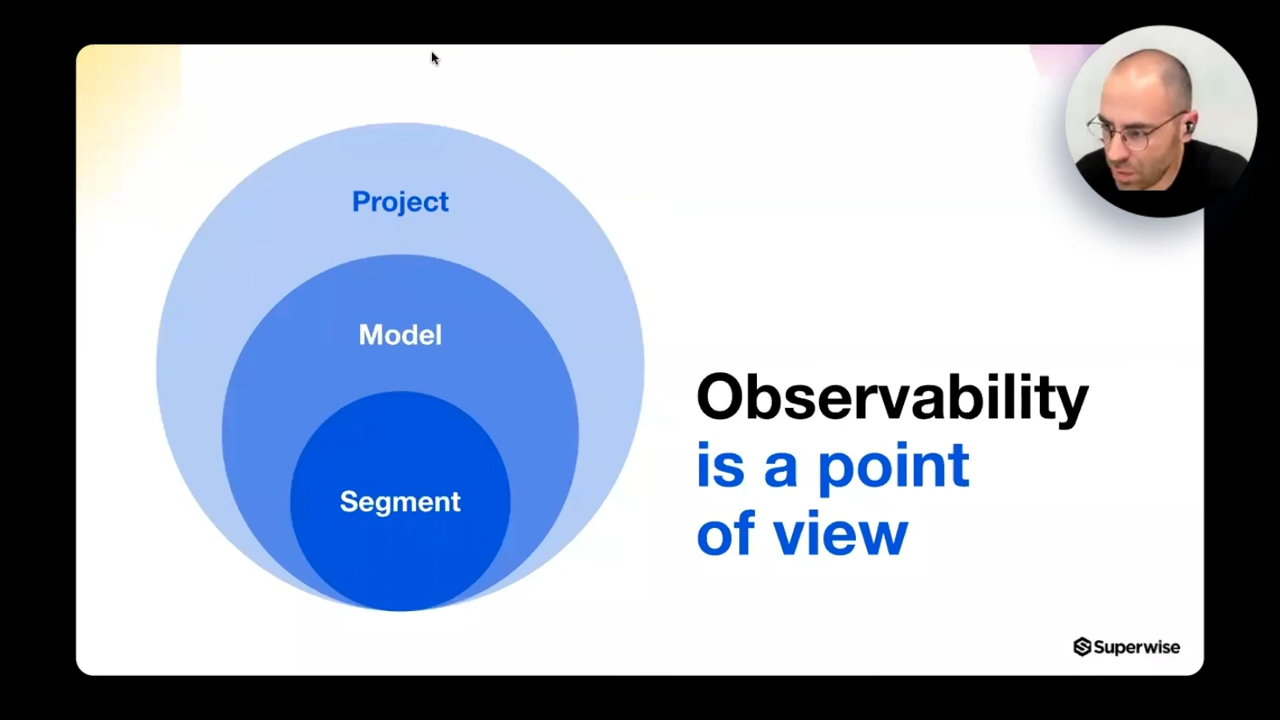 Project
Model
Segment
Observability
is a point
of view
Superwise